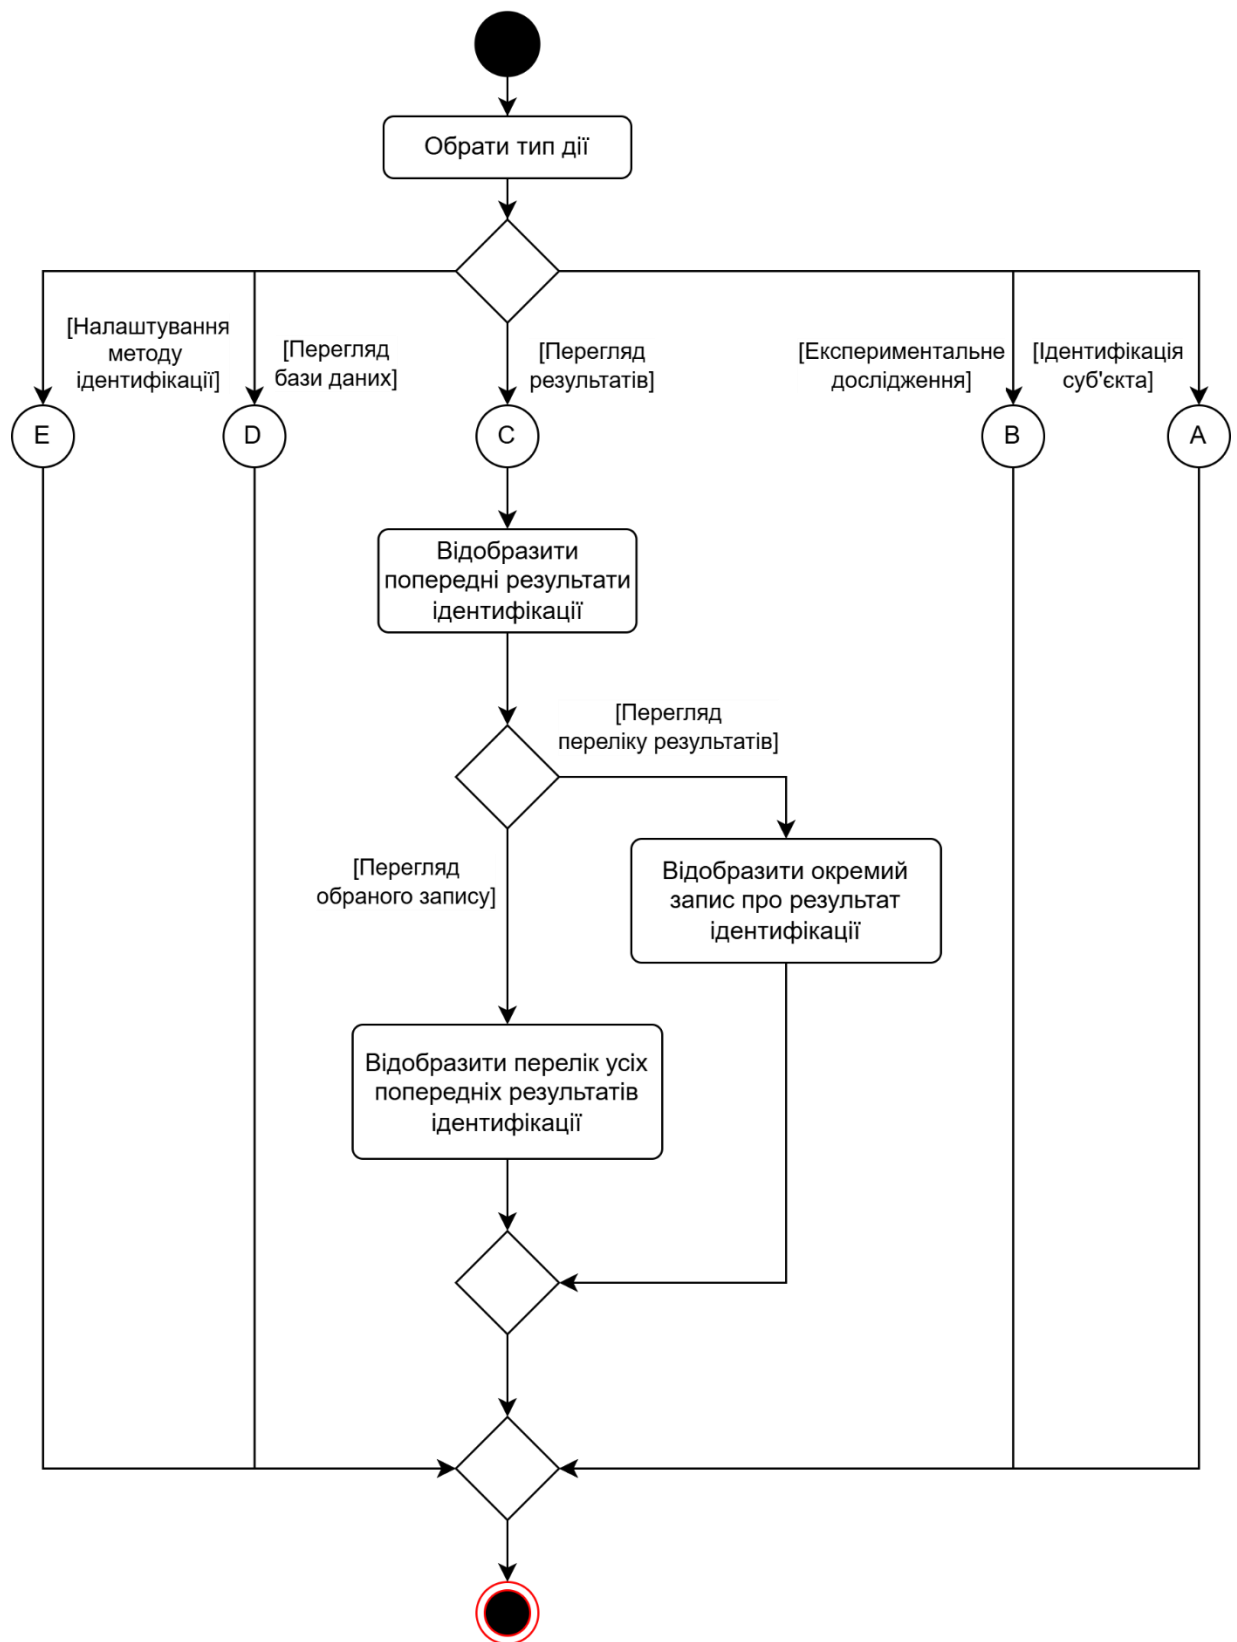 Обрати тип дії
[Налаштування
методу
ідентифікації]
[Перегляд
бази даних]
[Перегляд
результатів]
[Експериментальне
дослідження]
[Ідентифікація
суб'єкта]
E
D
C
B
A
Відобразити
попередні результати
ідентифікації
[Перегляд
переліку результатів]
[Перегляд
обраного запису]
Відобразити окремий
запис про результат
ідентифікації
Відобразити перелік усіх
попередніх результатів
ідентифікації